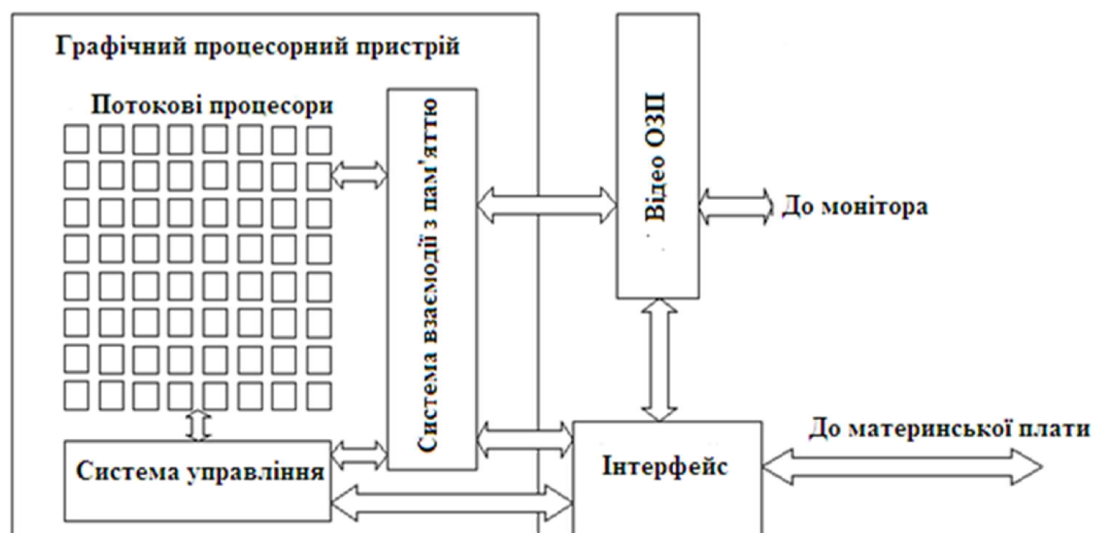 Графічний процесорний пристрій
Потокові процесори
Система взаємодії з пам'яттю
Відео ОЗП
До монітора
До материнської плати
Система управління
Інтерфейс